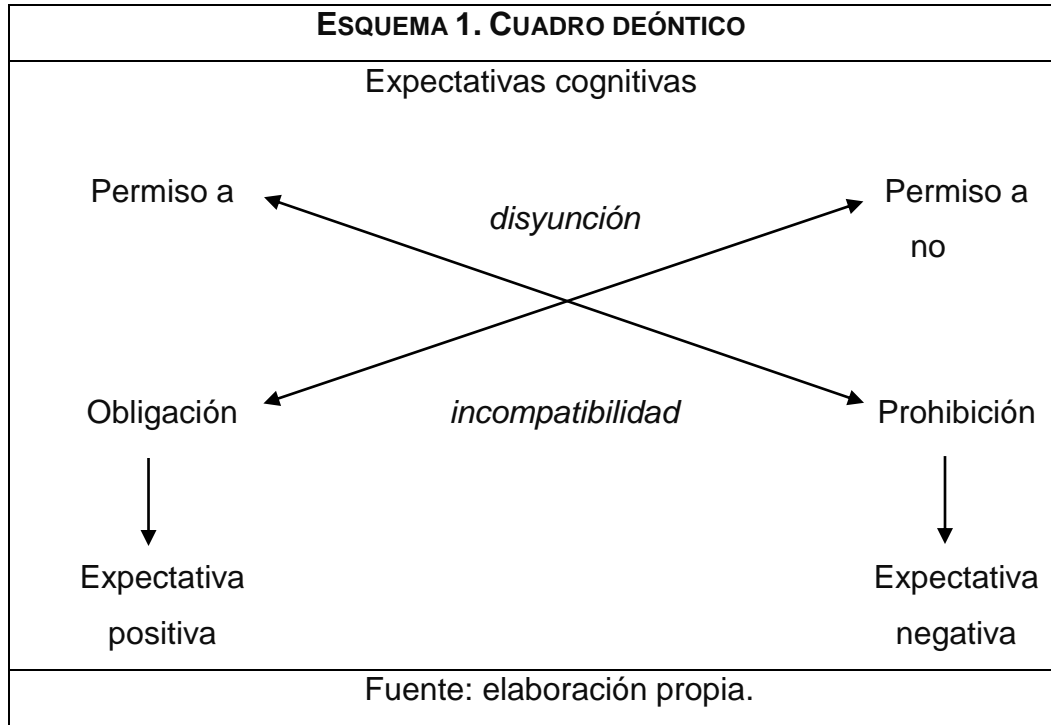 ESQUEMA 1. CUADRO DEÓNTICO
Expectativas cognitivas
Permiso a
Permiso a
no
disyunción
Obligación
incompatibilidad
Prohibición
Expectativa
positiva
Expectativa
negativa
Fuente: elaboración propia.